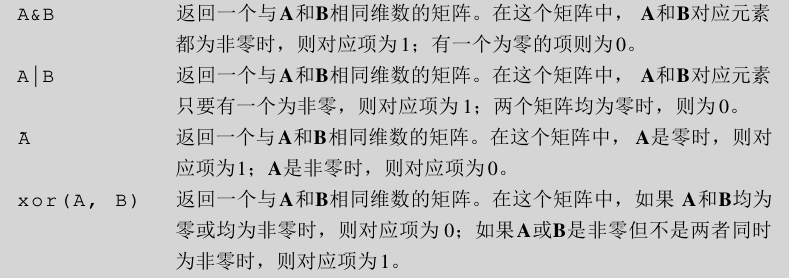 A&B 返回一个与A和B相同维数的矩阵。在这个矩阵中， A和B对应元素
都为非零时，则对应项为1；有一个为零的项则为0。
A|B 返回一个与A和B相同维数的矩阵。在这个矩阵中， A和B对应元素
只要有一个为非零，则对应项为1；两个矩阵均为零时，则为0。
~A 返回一个与A和B相同维数的矩阵。在这个矩阵中， A是零时，则对
应项为1；A是非零时，则对应项为0。
xor(A, B) 返回一个与A和B相同维数的矩阵。在这个矩阵中，如果 A和B均为
零或均为非零时，则对应项为 0；如果A或B是非零但不是两者同时
为非零时，则对应项为1。